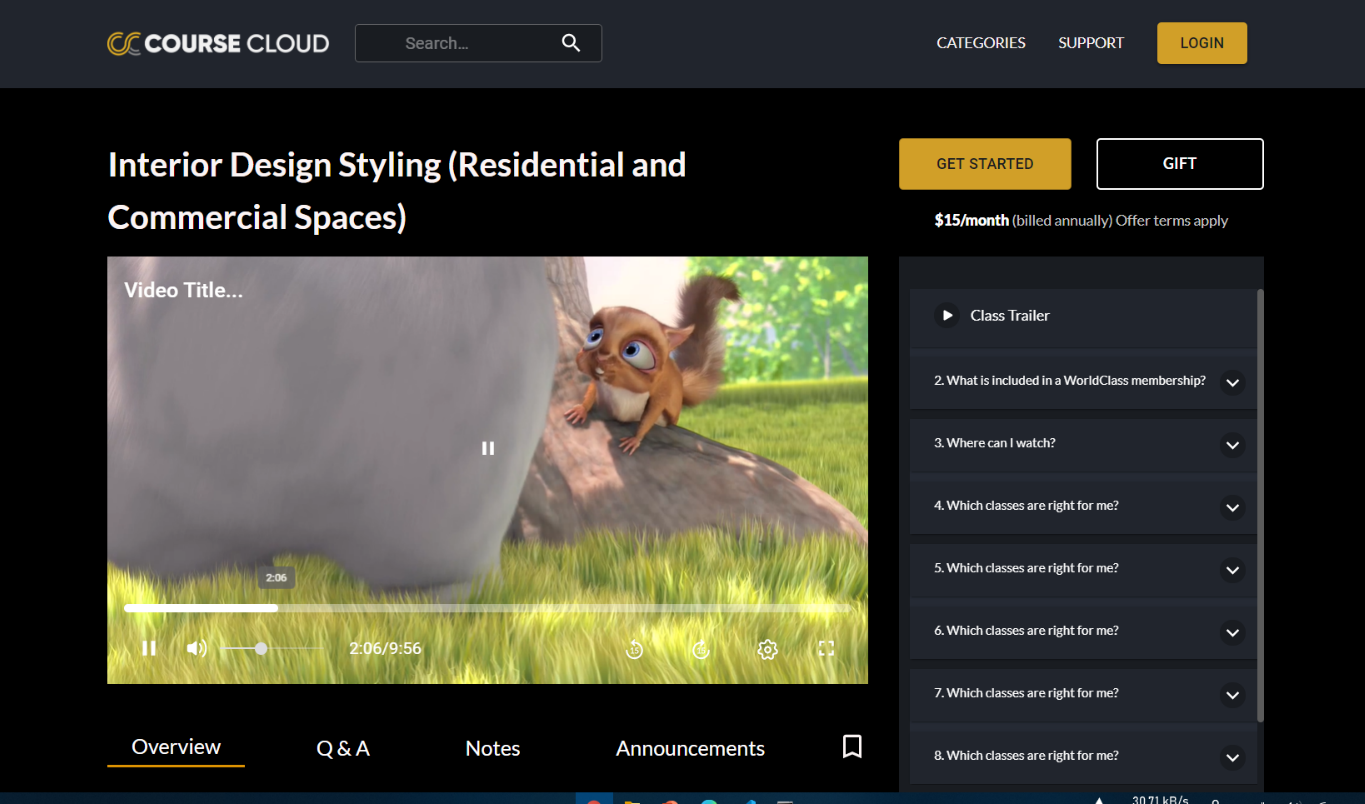 COURSE CLOUD
Search...
CATEGORIES
SUPPORT
LOGIN
Interior Design Styling (Residential and
Commercial Spaces)
GET STARTED
GIFT
$15/month (billed annually) Offer terms apply
Video Title...
2:06
2:06/9:56
15
15
Class Trailer
2. What is included in a WorldClass membership?
3. Where can I watch?
4. Which classes are right for me?
5. Which classes are right for me?
6. Which classes are right for me?
7. Which classes are right for me?
8. Which classes are right for me?
Overview
Q & A
Notes
Announcements
30.71 kB/s